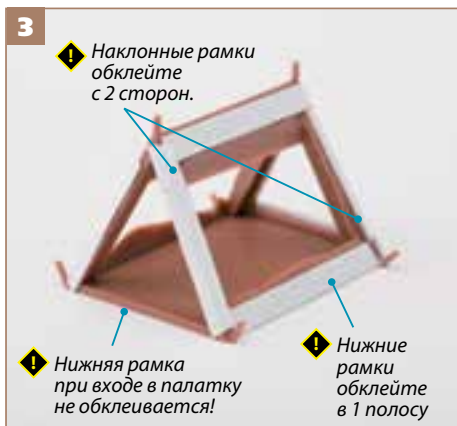 3
Наклонные рамки
обклейте
с 2 сторон.
Нижняя рамка
при входе в палатку
не обклеивается!
Нижние
рамки
обклейте
в 1 полосу